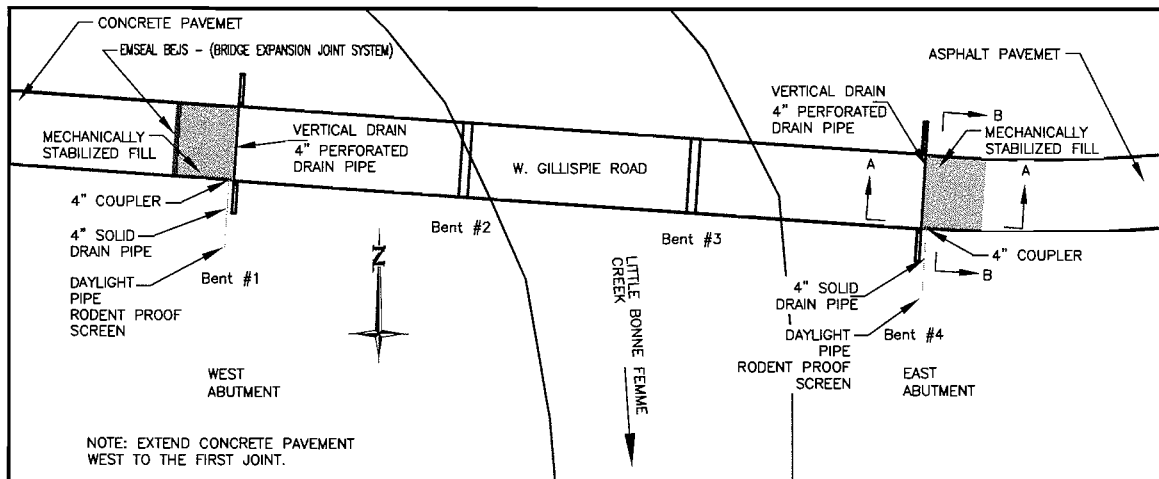 CONCRETE PAVEMET
EMSEAL BEJS - (BRIDGE EXPANSION JOINT SYSTEM)
MECHANICALLY
STABILIZED FILL
VERTICAL DRAIN
4" PERFORATED
DRAIN PIPE
4" COUPLER
4" SOLID
DRAIN PIPE
DAYLIGHT
PIPE
RODENT PROOF
SCREEN
Bent #1
N
WEST
ABUTMENT
NOTE: EXTEND CONCRETE PAVEMENT
WEST TO THE FIRST JOINT.
Bent #2
W. GILLISPIE ROAD
Bent #3
LITTLE BONNE FEMME
CREEK
ASPHALT PAVEMET
VERTICAL DRAIN
4" PERFORATED
DRAIN PIPE
B
MECHANICALLY
STABILIZED FILL
A
A
4" COUPLER
B
4" SOLID
DRAIN PIPE
DAYLIGHT
PIPE
RODENT PROOF
SCREEN
Bent #4
EAST
ABUTMENT